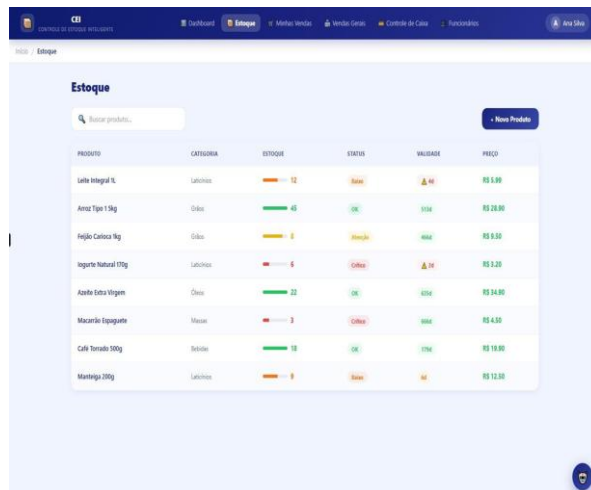 CEI
CONTROLE DE ESTOQUE INTELIGENTE
Dashboard Estoque Minhas Vendas Vendas Gerais Controle de Caixa Funcionários
A Ana Silva
Início / Estoque
Estoque
Buscar produto...
+ Novo Produto
PRODUTO CATEGORIA ESTOQUE STATUS VALIDADE PREÇO
Leite Integral 1L Laticínios 12 Baixo R$ 5.99
Arroz Tipo 1 5kg Grãos 45 OK R$ 28.90
Feijão Carioca 1kg Grãos 8 Atenção R$ 9.50
Iogurte Natural 170g Laticínios 6 Crítico R$ 3.20
Azeite Extra Virgem Óleos 22 OK R$ 34.90
Macarrão Espaguete Massas 3 Crítico R$ 4.50
Café Torrado 500g Bebidas 18 OK R$ 19.90
Manteiga 200g Laticínios 9 Baixo R$ 12.50